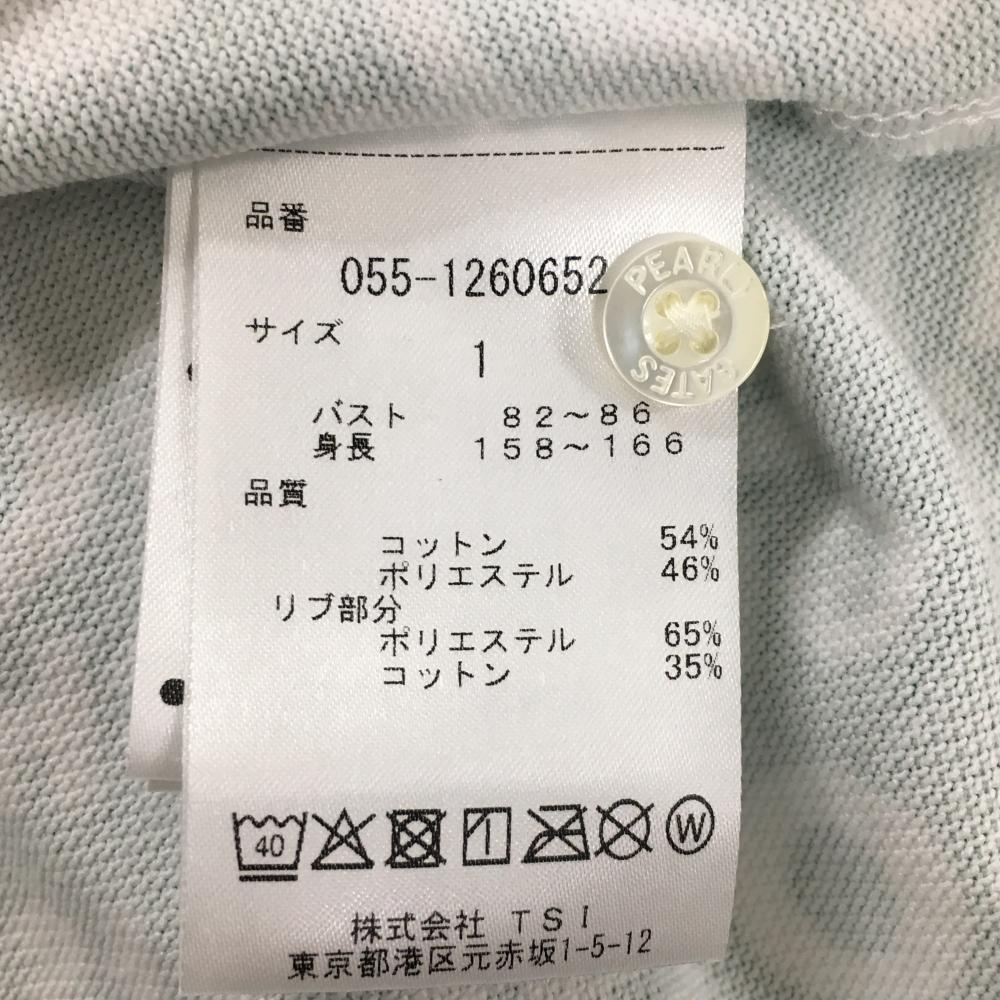 品番
055-1260652
PEARLY
GATES
サイズ
1
バスト 82～86
身長 158～166
品質
コットン 54%
ポリエステル 46%
リブ部分
ポリエステル 65%
コットン 35%
40
W
株式会社 TSI
東京都港区元赤坂1-5-12